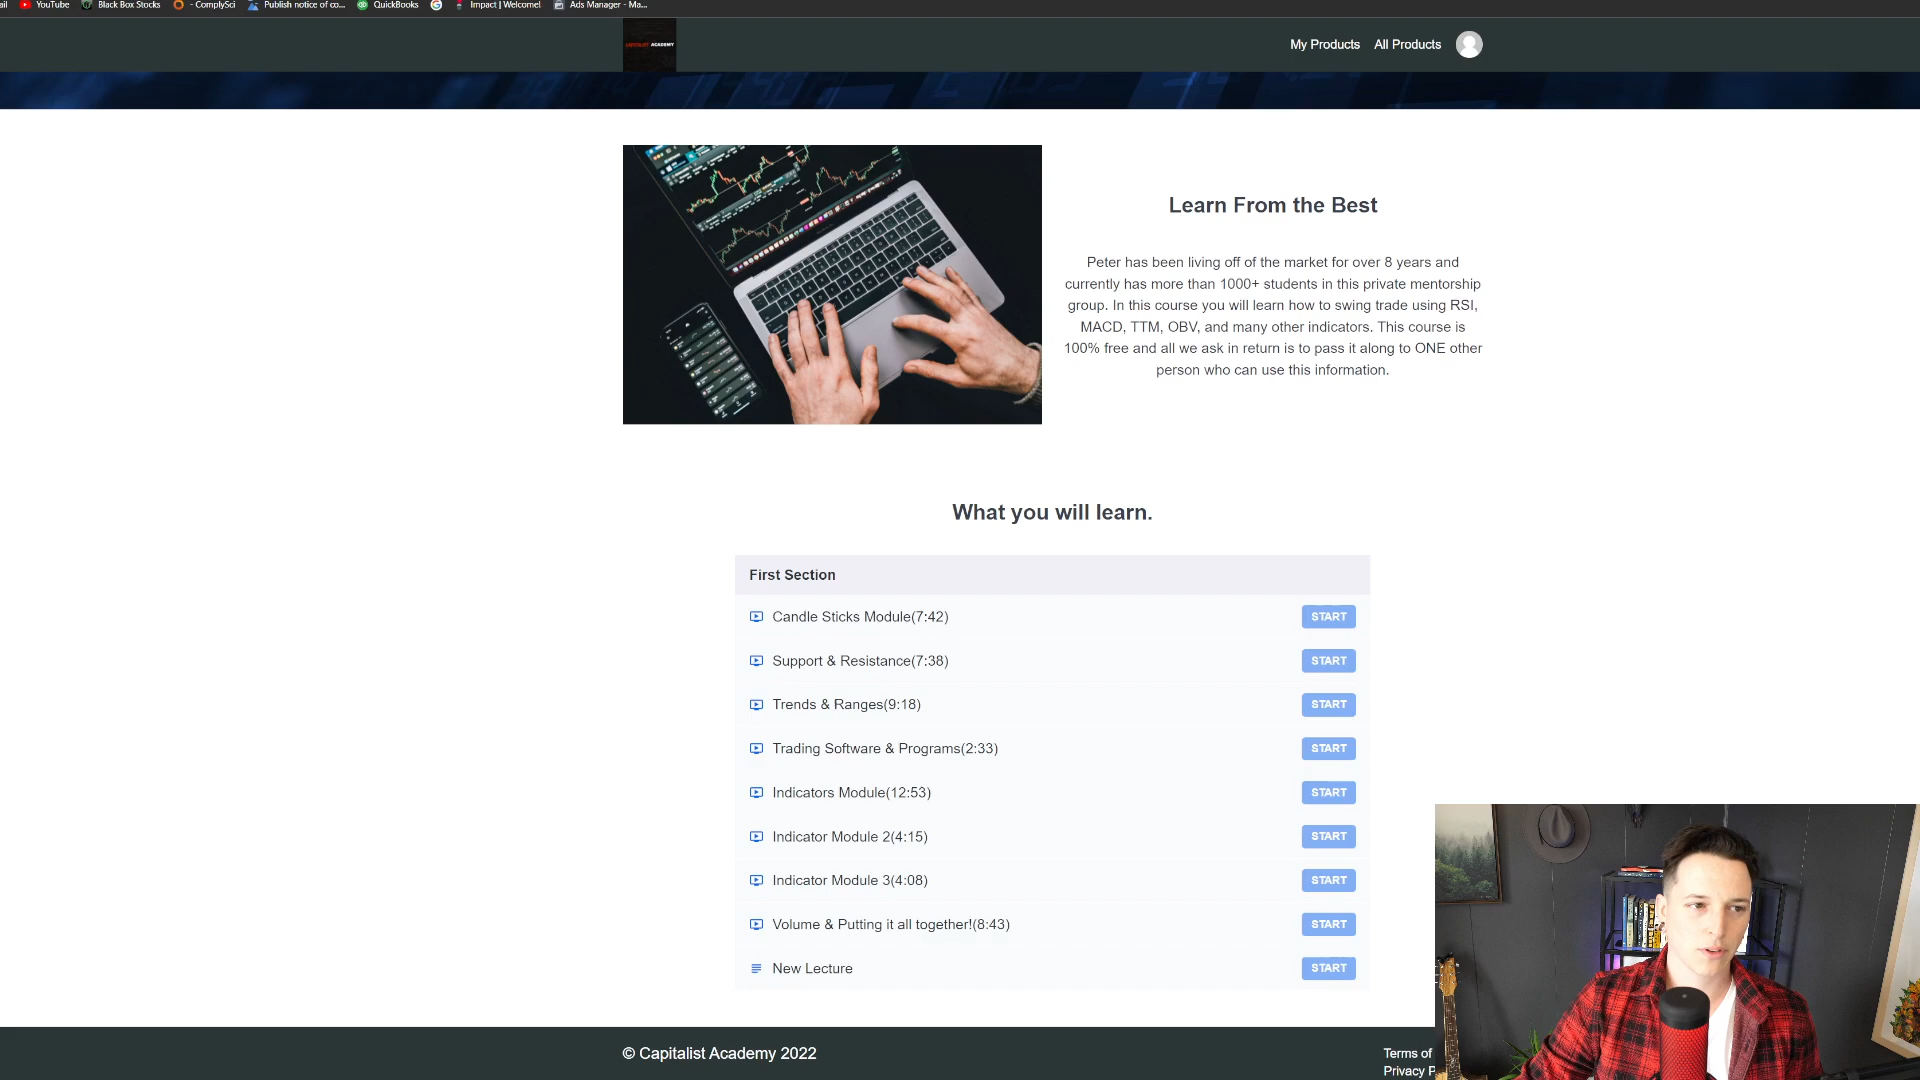 YouTube
Black Box Stocks
- ComplySci
Publish notice of co...
QuickBooks
Impact | Welcome!
Ads Manager - Ma...
CAPITALIST ACADEMY
My Products
All Products
Learn From the Best
Peter has been living off of the market for over 8 years and
currently has more than 1000+ students in this private mentorship
group. In this course you will learn how to swing trade using RSI,
MACD, TTM, OBV, and many other indicators. This course is
100% free and all we ask in return is to pass it along to ONE other
person who can use this information.
What you will learn.
First Section
Candle Sticks Module(7:42)
START
Support & Resistance(7:38)
START
Trends & Ranges(9:18)
START
Trading Software & Programs(2:33)
START
Indicators Module(12:53)
START
Indicator Module 2(4:15)
START
Indicator Module 3(4:08)
START
Volume & Putting it all together!(8:43)
START
New Lecture
START
© Capitalist Academy 2022
Terms of
Privacy P